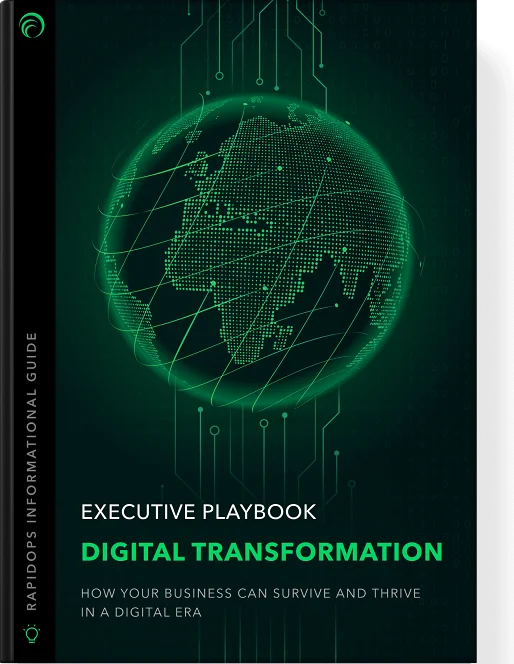 RAPIDOPS INFORMATIONAL GUIDE
EXECUTIVE PLAYBOOK
DIGITAL TRANSFORMATION
HOW YOUR BUSINESS CAN SURVIVE AND THRIVE
IN A DIGITAL ERA